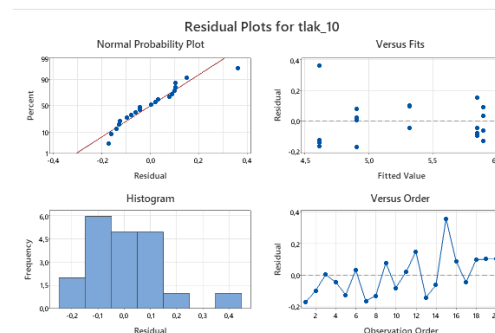 Residual Plots for tlak_10
Normal Probability Plot
Versus Fits
99
90
50
10
1
Percent
-0,4 -0,2 0,0 0,2 0,4
Residual
0,4
0,2
0,0
-0,2
Residual
4,5 5,0 5,5
Fitted Value
Histogram
Versus Order
6,0
4,5
3,0
1,5
0,0
Frequency
-0,2 -0,1 0,0 0,1 0,2 0,3 0,4
Residual
0,4
0,2
0,0
-0,2
Residual
2 4 6 8 10 12 14 16 18
Observation Order